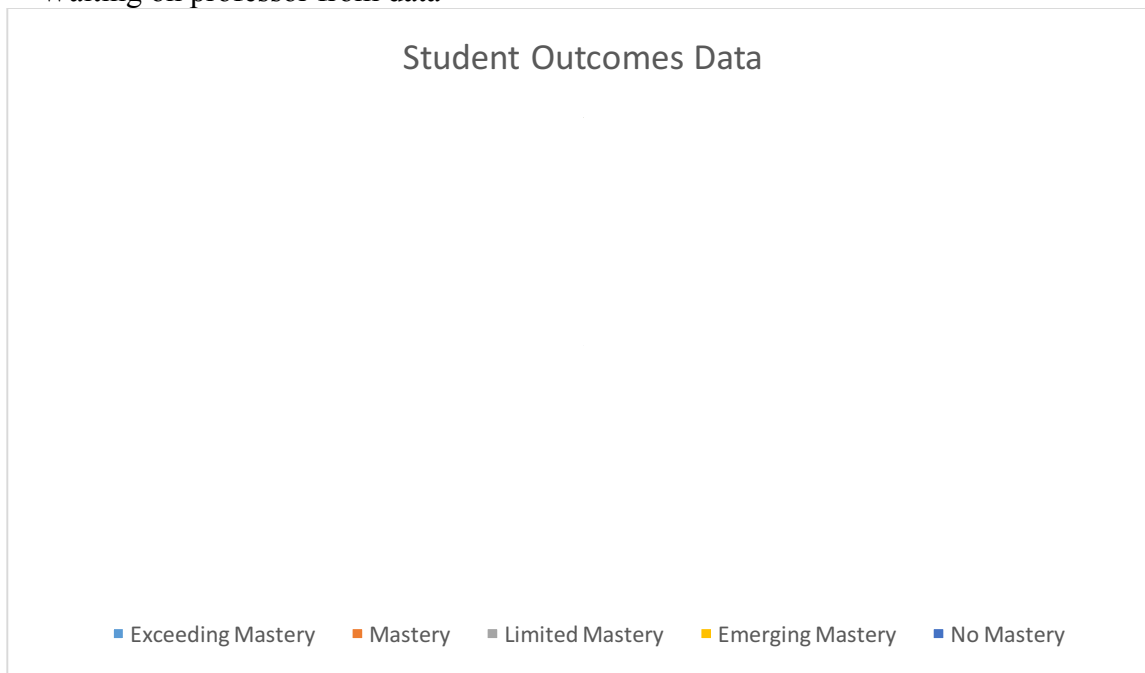 waiting on professor from data
Student Outcomes Data
Exceeding Mastery Mastery Limited Mastery Emerging Mastery No Mastery